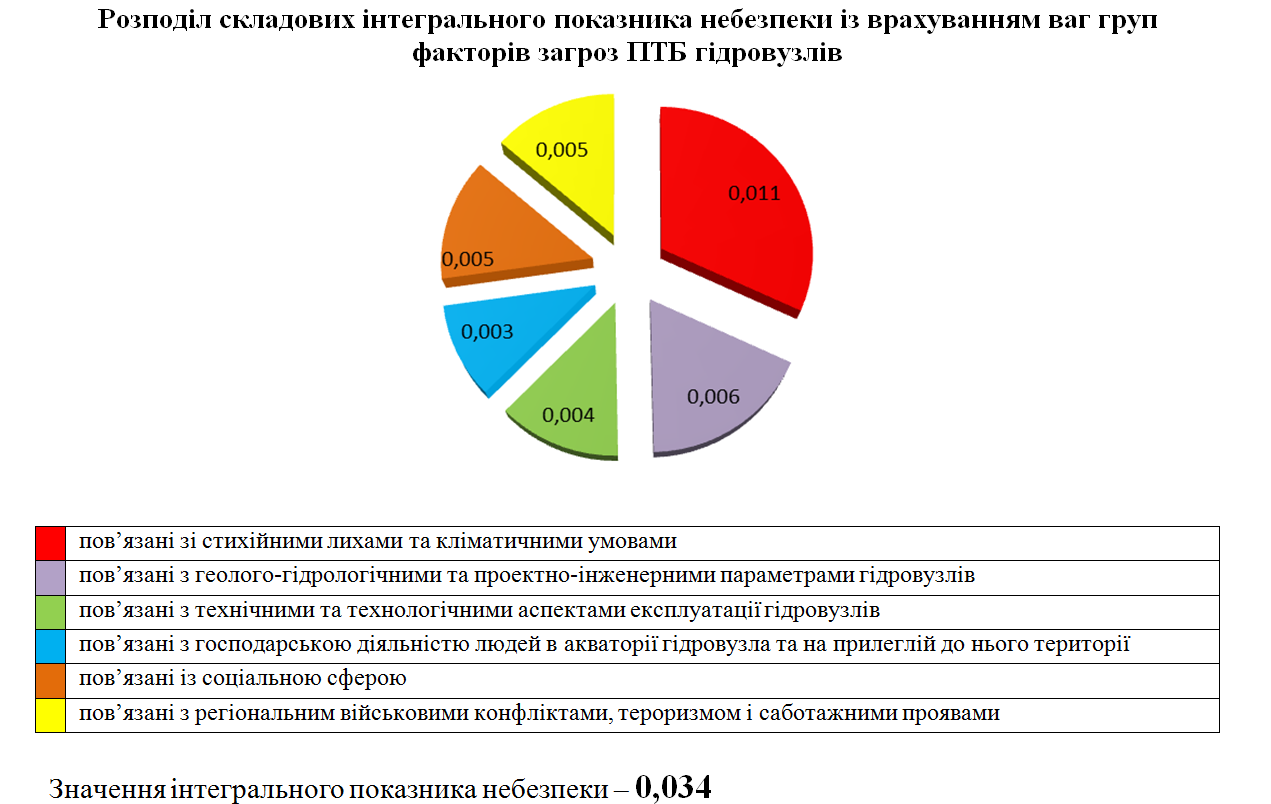 Розподіл складових інтегрального показника небезпеки із врахуванням ваг груп
факторів загроз ПТБ гідровузлів
0,005
0,011
0,005
0,003
0,004
0,006
пов’язані зі стихійними лихами та кліматичними умовами
пов’язані з геолого-гідрологічними та проектно-інженерними параметрами гідровузлів
пов’язані з технічними та технологічними аспектами експлуатації гідровузлів
пов’язані з господарською діяльністю людей в акваторії гідровузла та на прилеглій до нього території
пов’язані із соціальною сферою
пов’язані з регіональним військовими конфліктами, тероризмом і саботажними проявами
Значення інтегрального показника небезпеки – 0,034